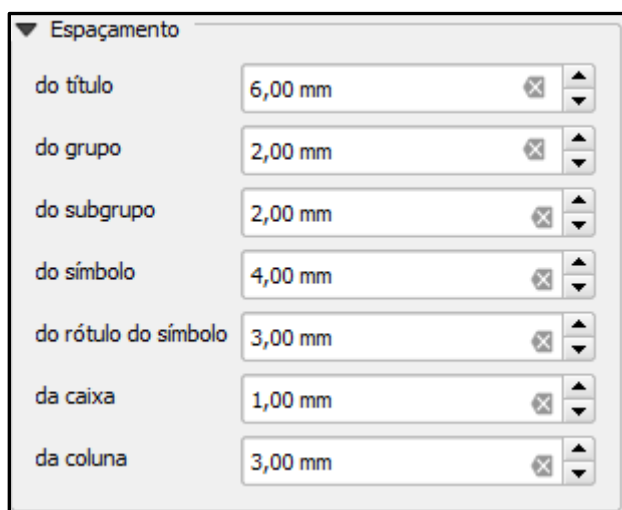 Espaçamento
do título 6,00 mm
do grupo 2,00 mm
do subgrupo 2,00 mm
do símbolo 4,00 mm
do rótulo do símbolo 3,00 mm
da caixa 1,00 mm
da coluna 3,00 mm